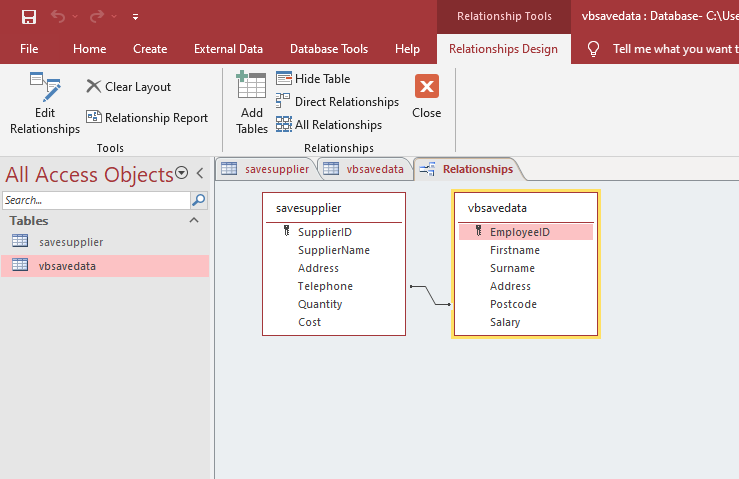 Relationship Tools
vbsavedata : Database- C:\Use
File Home Create External Data Database Tools Help Relationships Design Tell me what you want t
Edit Relationships
Clear Layout
Relationship Report
Tools
Add Tables
Hide Table
Direct Relationships
All Relationships
Relationships
Close
All Access Objects
Search...
Tables
savesupplier
vbsavedata
savesupplier vbsavedata Relationships
savesupplier
SupplierID
SupplierName
Address
Telephone
Quantity
Cost
vbsavedata
EmployeeID
Firstname
Surname
Address
Postcode
Salary